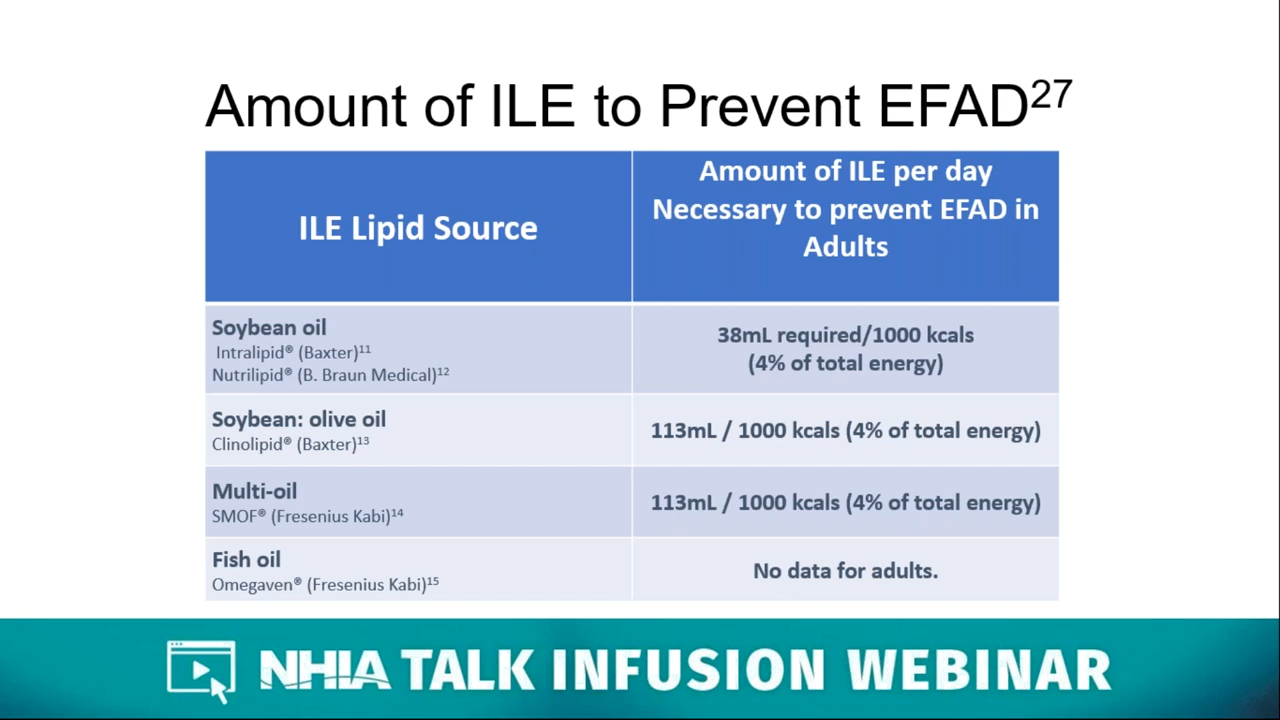 Amount of ILE to Prevent EFAD²⁷
ILE Lipid Source
Amount of ILE per day
Necessary to prevent EFAD in
Adults
Soybean oil
Intralipid® (Baxter)¹¹
Nutrilipid® (B. Braun Medical)¹²
38mL required/1000 kcals
(4% of total energy)
Soybean: olive oil
Clinolipid® (Baxter)¹³
113mL / 1000 kcals (4% of total energy)
Multi-oil
SMOF® (Fresenius Kabi)¹⁴
113mL / 1000 kcals (4% of total energy)
Fish oil
Omegaven® (Fresenius Kabi)¹⁵
No data for adults.
NHIA TALK INFUSION WEBINAR